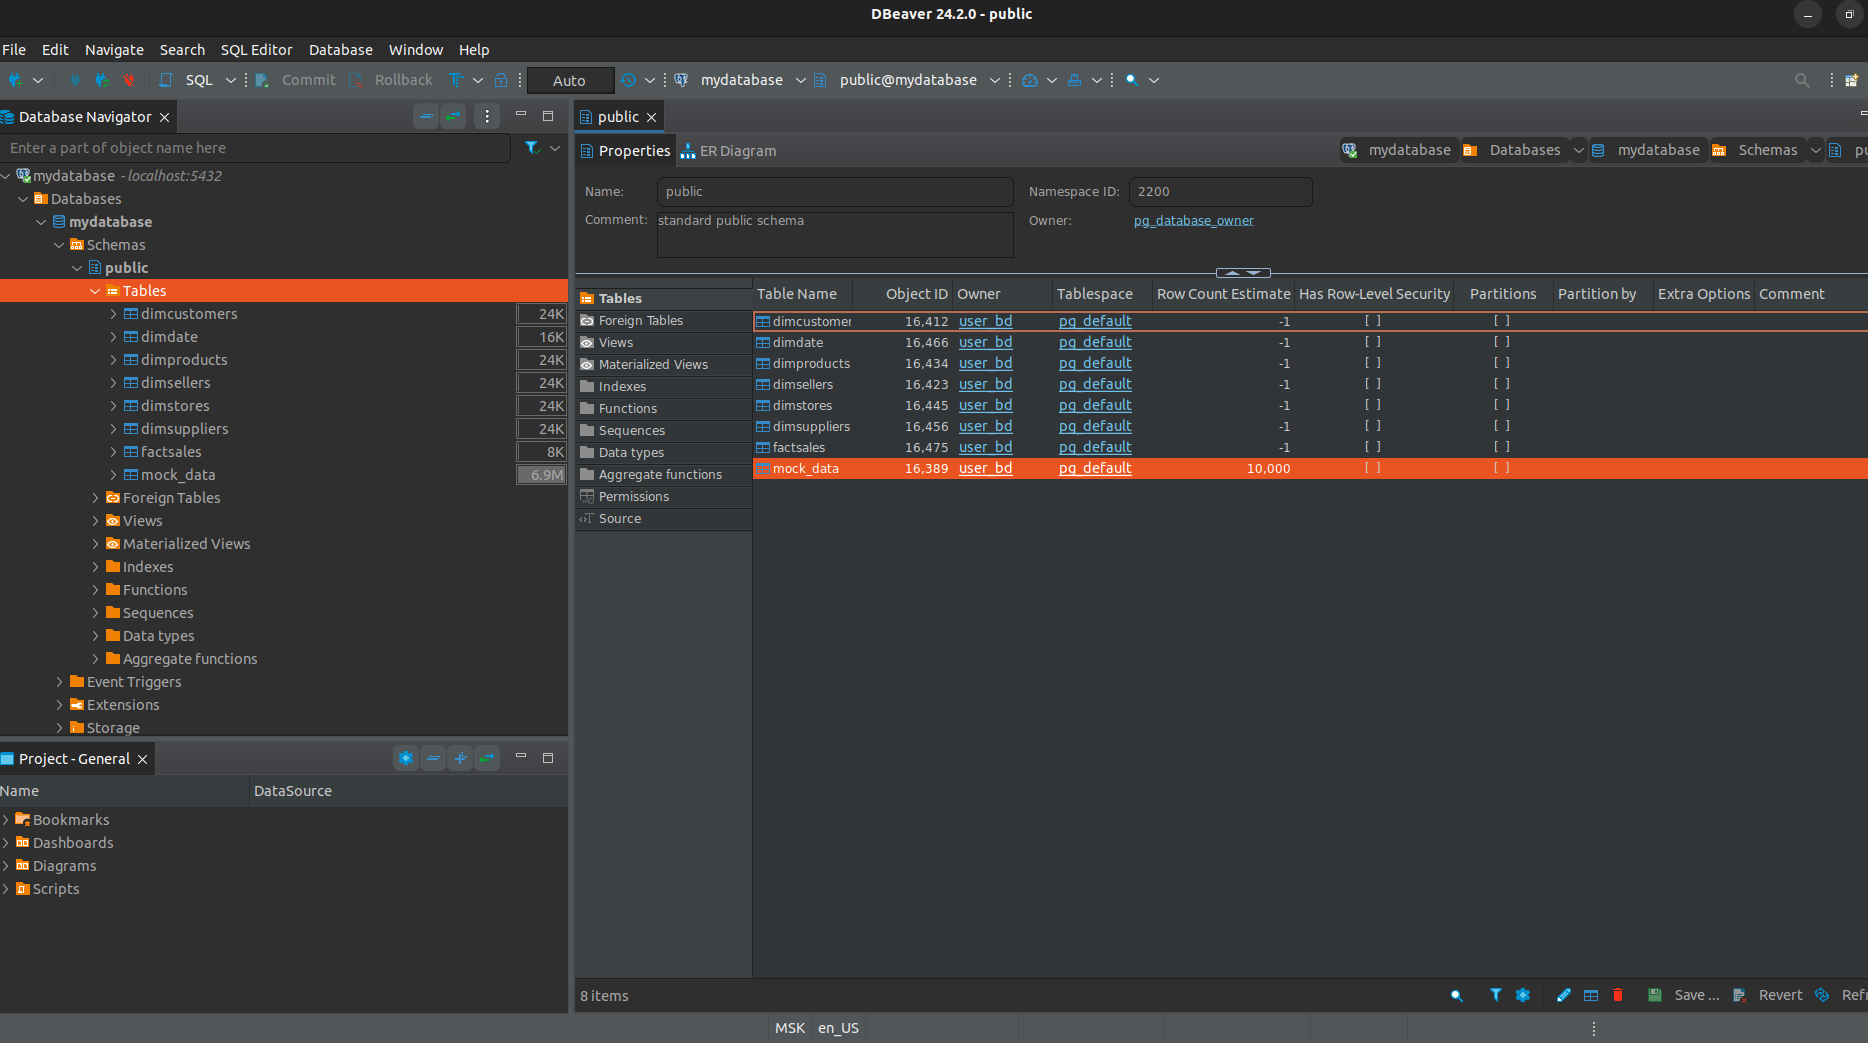 DBeaver 24.2.0 - public
File Edit Navigate Search SQL Editor Database Window Help
SQL Commit Rollback Auto mydatabase public@mydatabase
Database Navigator
Enter a part of object name here
mydatabase - localhost:5432
Databases
mydatabase
Schemas
public
Tables
dimcustomers 24K
dimdate 16K
dimproducts 24K
dimsellers 24K
dimstores 24K
dimsuppliers 24K
factsales 8K
mock_data 6.9M
Foreign Tables
Views
Materialized Views
Indexes
Functions
Sequences
Data types
Aggregate functions
Event Triggers
Extensions
Storage
Project - General
Name DataSource
Bookmarks
Dashboards
Diagrams
Scripts
public
Properties ER Diagram mydatabase Databases mydatabase Schemas pu
Name: public Namespace ID: 2200
Comment: standard public schema Owner: pg_database_owner
Tables
Foreign Tables
Views
Materialized Views
Indexes
Functions
Sequences
Data types
Aggregate functions
Permissions
Source
Table Name Object ID Owner Tablespace Row Count Estimate Has Row-Level Security Partitions Partition by Extra Options Comment
dimcustomer 16,412 user_bd pg_default -1 [ ] [ ]
dimdate 16,466 user_bd pg_default -1 [ ] [ ]
dimproducts 16,434 user_bd pg_default -1 [ ] [ ]
dimsellers 16,423 user_bd pg_default -1 [ ] [ ]
dimstores 16,445 user_bd pg_default -1 [ ] [ ]
dimsuppliers 16,456 user_bd pg_default -1 [ ] [ ]
factsales 16,475 user_bd pg_default -1 [ ] [ ]
mock_data 16,389 user_bd pg_default 10,000 [ ] [ ]
8 items Save ... Revert Refr
MSK en_US